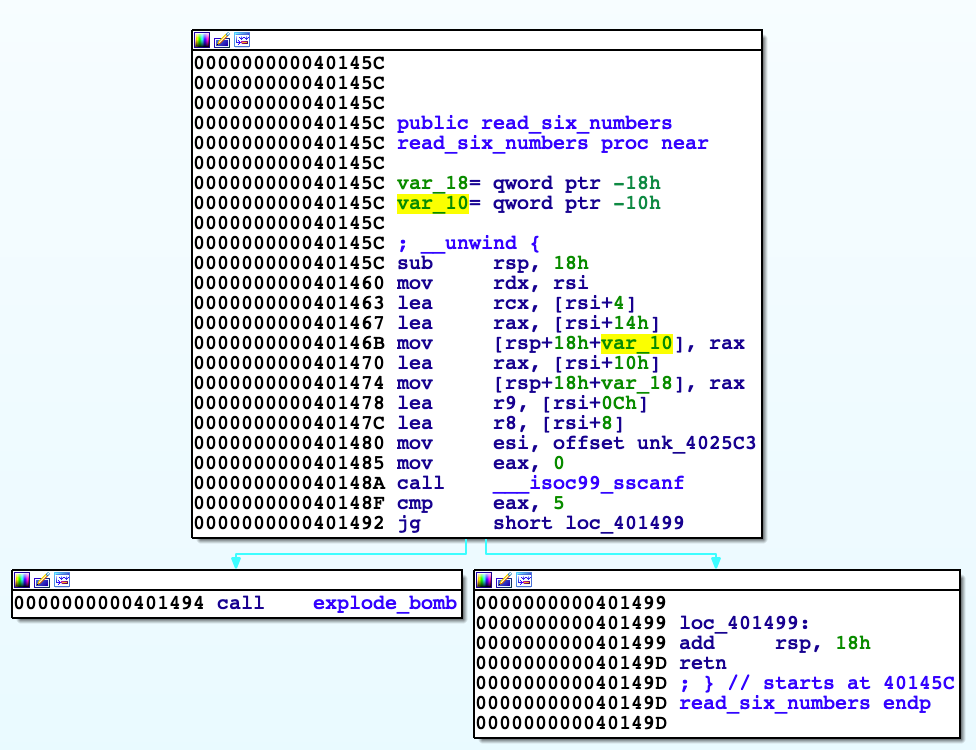 000000000040145C
000000000040145C
000000000040145C
000000000040145C public read_six_numbers
000000000040145C read_six_numbers proc near
000000000040145C
000000000040145C var_18= qword ptr -18h
000000000040145C var_10= qword ptr -10h
000000000040145C
000000000040145C ; __unwind {
000000000040145C sub rsp, 18h
0000000000401460 mov rdx, rsi
0000000000401463 lea rcx, [rsi+4]
0000000000401467 lea rax, [rsi+14h]
000000000040146B mov [rsp+18h+var_10], rax
0000000000401470 lea rax, [rsi+10h]
0000000000401474 mov [rsp+18h+var_18], rax
0000000000401478 lea r9, [rsi+0Ch]
000000000040147C lea r8, [rsi+8]
0000000000401480 mov esi, offset unk_4025C3
0000000000401485 mov eax, 0
000000000040148A call ___isoc99_sscanf
000000000040148F cmp eax, 5
0000000000401492 jg short loc_401499
0000000000401494 call explode_bomb
0000000000401499
0000000000401499 loc_401499:
0000000000401499 add rsp, 18h
000000000040149D retn
000000000040149D ; } // starts at 40145C
000000000040149D read_six_numbers endp
000000000040149D